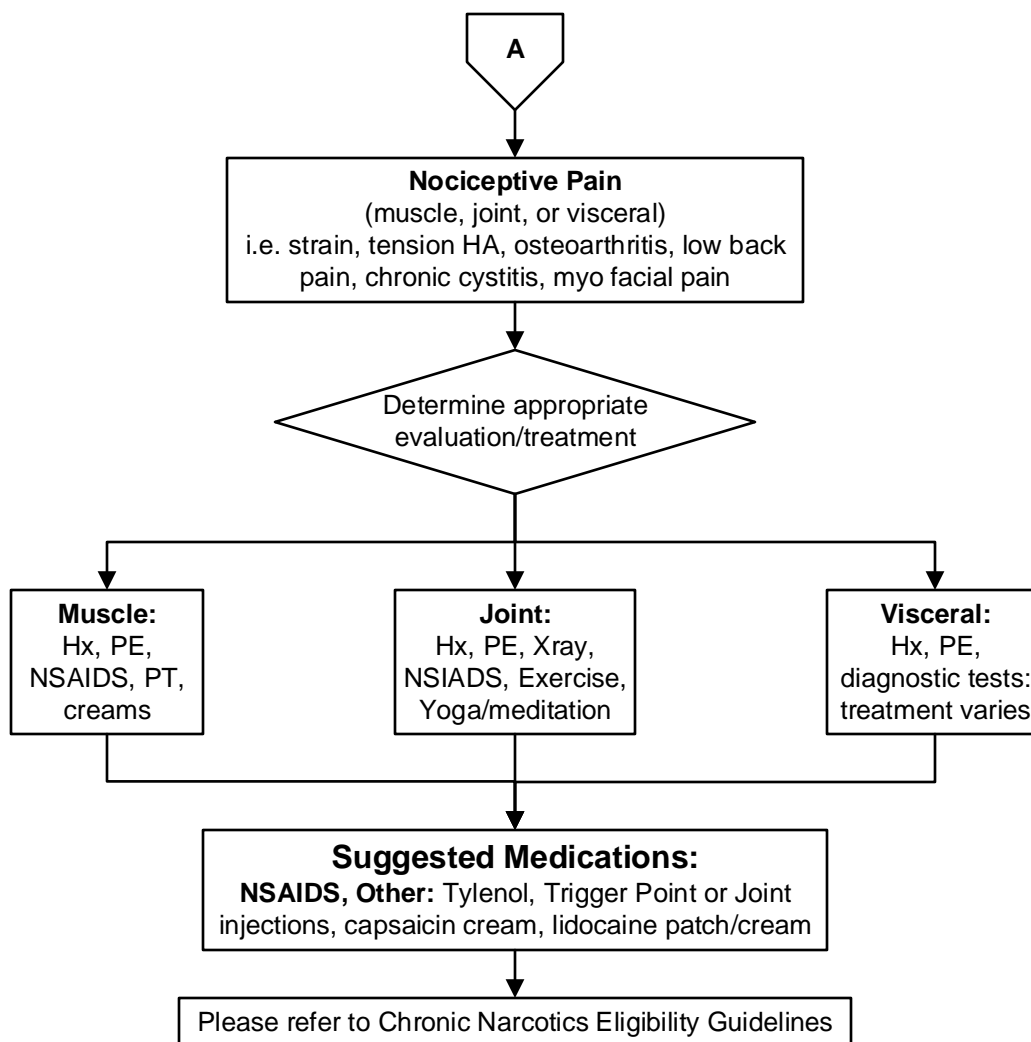 A
Nociceptive Pain
(muscle, joint, or visceral)
i.e. strain, tension HA, osteoarthritis, low back
pain, chronic cystitis, myo facial pain
Determine appropriate
evaluation/treatment
Muscle:
Hx, PE,
NSAIDS, PT,
creams
Joint:
Hx, PE, Xray,
NSIADS, Exercise,
Yoga/meditation
Visceral:
Hx, PE,
diagnostic tests:
treatment varies
Suggested Medications:
NSAIDS, Other: Tylenol, Trigger Point or Joint
injections, capsaicin cream, lidocaine patch/cream
Please refer to Chronic Narcotics Eligibility Guidelines